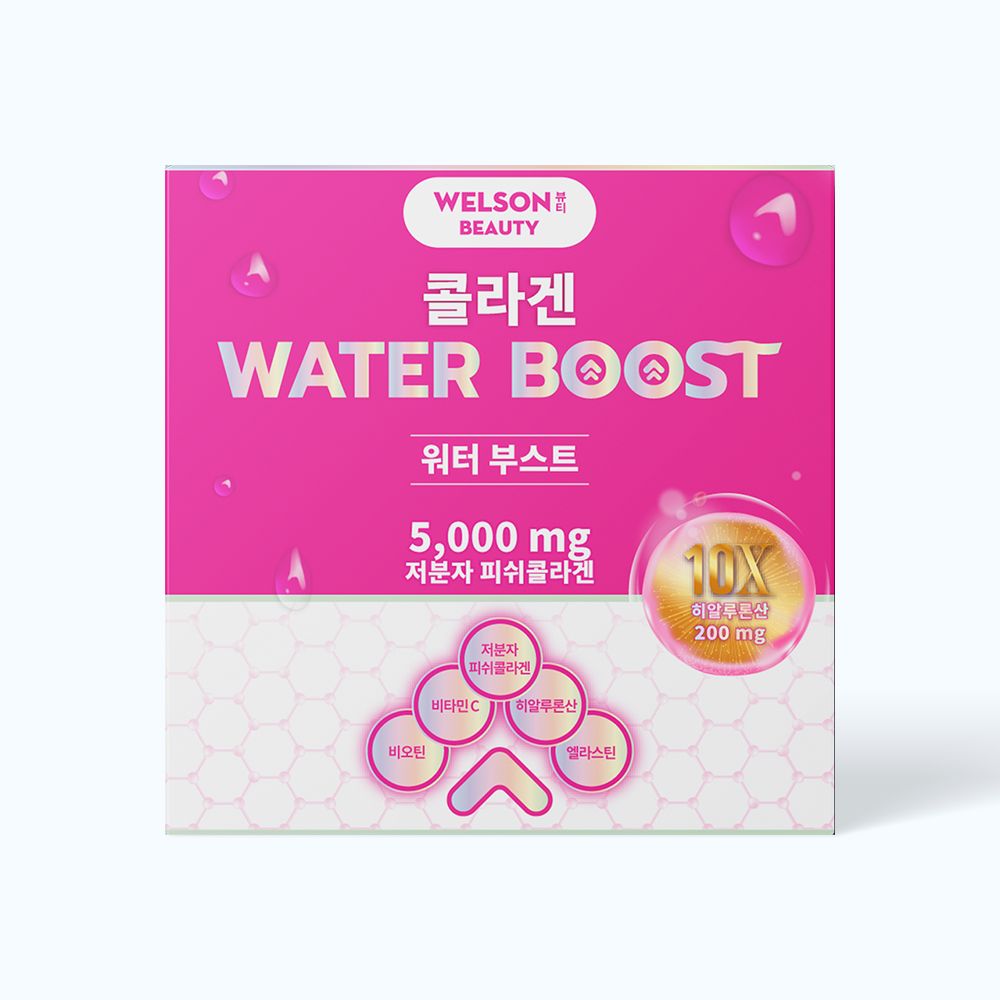 WELSON 뷰티
BEAUTY
콜라겐
WATER BOOST
워터 부스트
5,000 mg
저분자 피쉬콜라겐
10X
히알루론산
200 mg
저분자
피쉬콜라겐
비타민 C
히알루론산
비오틴
엘라스틴